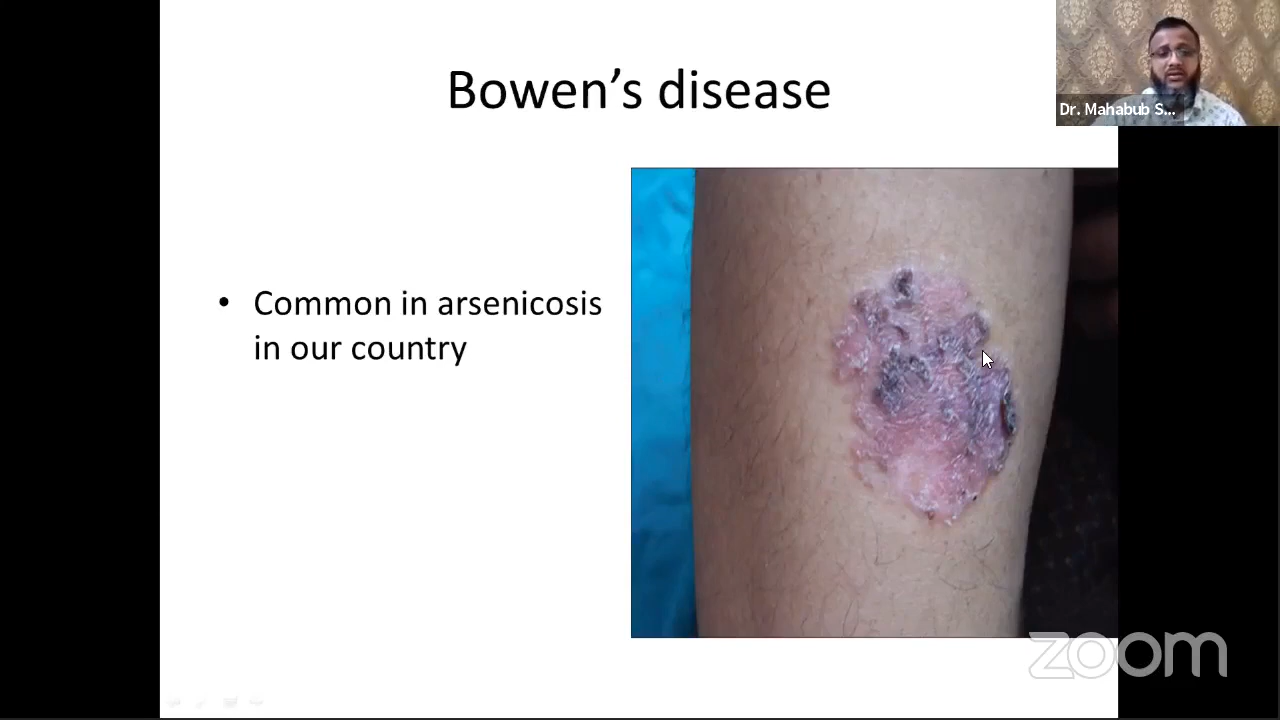 Bowen’s disease
Dr. Mahabub S...
• Common in arsenicosis
in our country
zoom